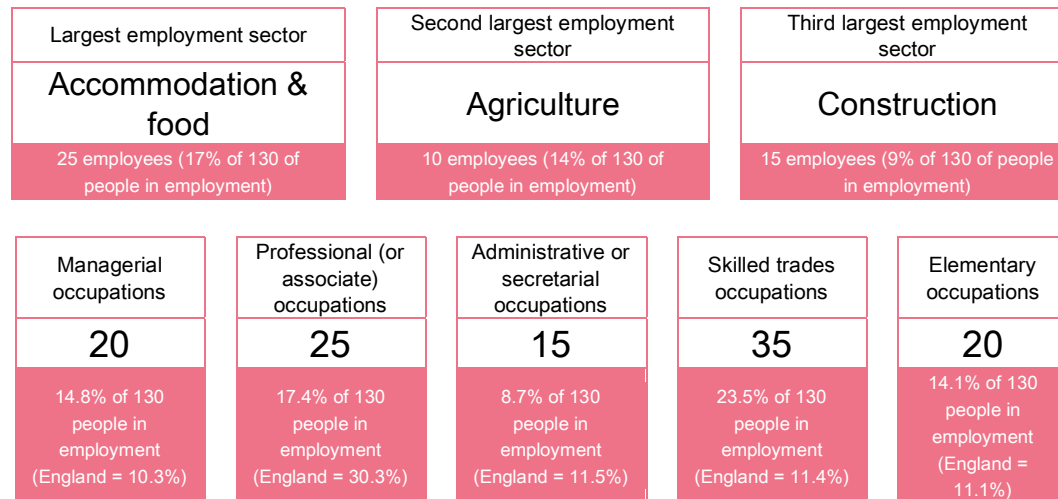 Largest employment sector
Accommodation &
food
25 employees (17% of 130 of
people in employment)
Second largest employment
sector
Agriculture
10 employees (14% of 130 of
people in employment)
Third largest employment
sector
Construction
15 employees (9% of 130 of people
in employment)
Managerial
occupations
20
14.8% of 130
people in
employment
(England = 10.3%)
Professional (or
associate)
occupations
25
17.4% of 130
people in
employment
(England = 30.3%)
Administrative or
secretarial
occupations
15
8.7% of 130
people in
employment
(England = 11.5%)
Skilled trades
occupations
35
23.5% of 130
people in
employment
(England = 11.4%)
Elementary
occupations
20
14.1% of 130
people in
employment
(England =
11.1%)